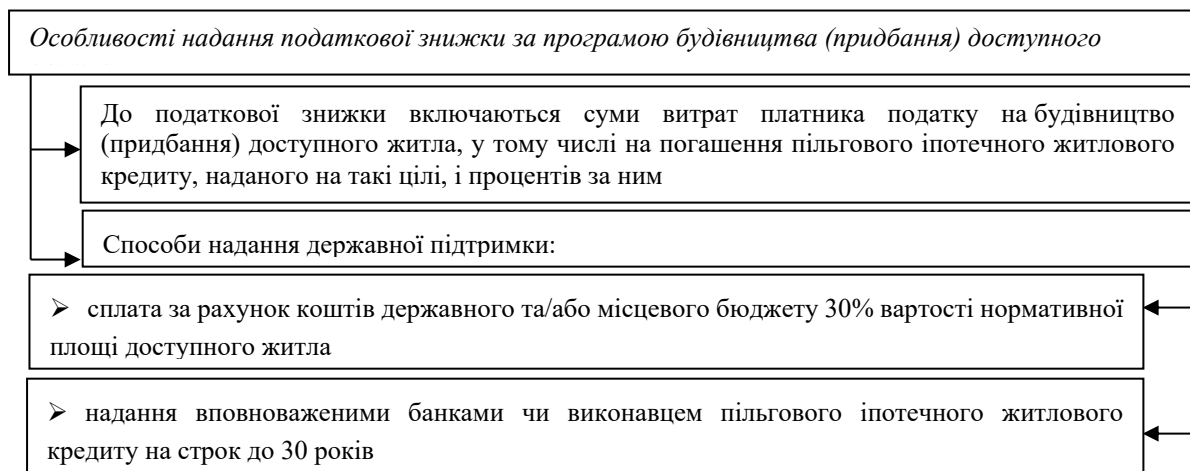 Особливості надання податкової знижки за програмою будівництва (придбання) доступного
До податкової знижки включаються суми витрат платника податку на будівництво
(придбання) доступного житла, у тому числі на погашення пільгового іпотечного житлового
кредиту, наданого на такі цілі, і процентів за ним
Способи надання державної підтримки:
➢ сплата за рахунок коштів державного та/або місцевого бюджету 30% вартості нормативної
площі доступного житла
➢ надання вповноваженими банками чи виконавцем пільгового іпотечного житлового
кредиту на строк до 30 років